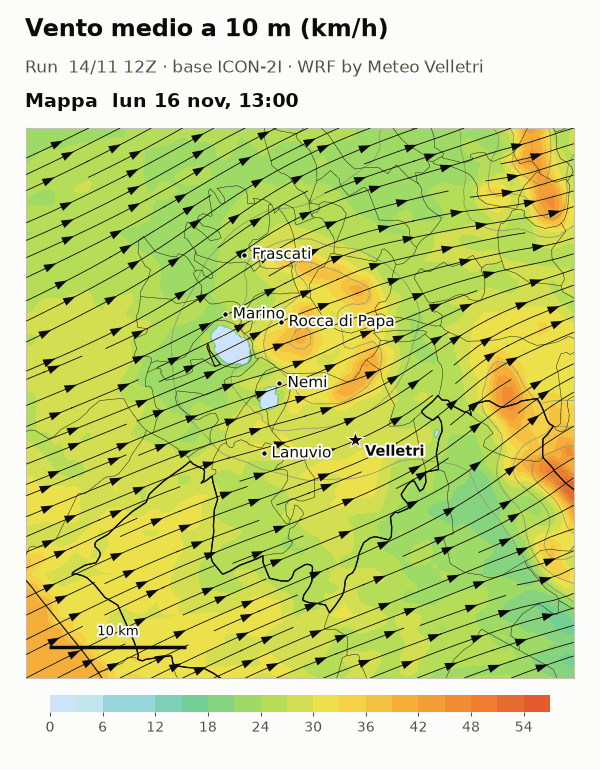 Vento medio a 10 m (km/h)
Run  14/11 12Z · base ICON-2I · WRF by Meteo Velletri
Mappa  lun 16 nov, 13:00
Frascati
Marino
Rocca di Papa
Nemi
Velletri
Lanuvio
10 km
0 6 12 18 24 30 36 42 48 54